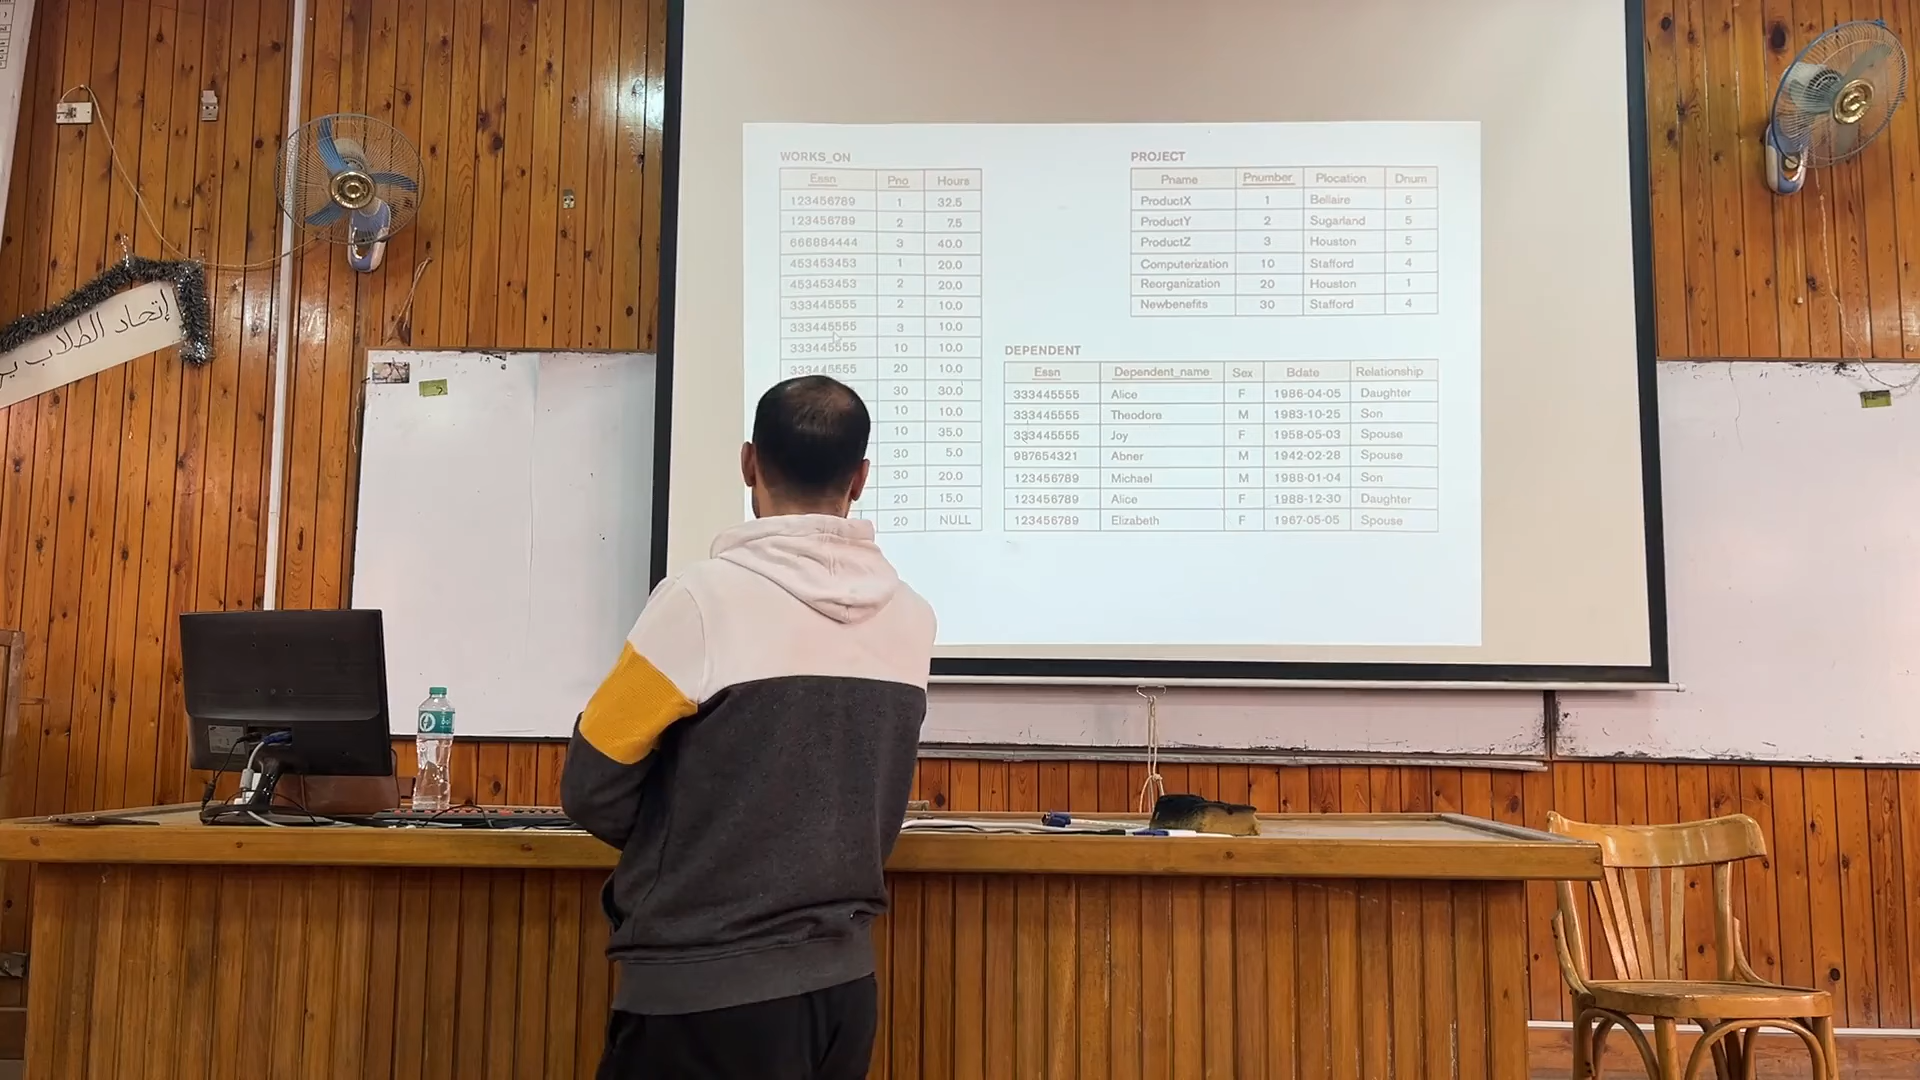 إتحاد الطلاب ير
WORKS_ON
Essn Pno Hours
123456789 1 32.5
123456789 2 7.5
666884444 3 40.0
453453453 1 20.0
453453453 2 20.0
333445555 2 10.0
333445555 3 10.0
333445555 10 10.0
333445555 20 10.0
30 30.0
10 10.0
10 35.0
30 5.0
30 20.0
20 15.0
20 NULL
PROJECT
Pname Pnumber Plocation Dnum
ProductX 1 Bellaire 5
ProductY 2 Sugarland 5
ProductZ 3 Houston 5
Computerization 10 Stafford 4
Reorganization 20 Houston 1
Newbenefits 30 Stafford 4
DEPENDENT
Essn Dependent_name Sex Bdate Relationship
333445555 Alice F 1986-04-05 Daughter
333445555 Theodore M 1983-10-25 Son
333445555 Joy F 1958-05-03 Spouse
987654321 Abner M 1942-02-28 Spouse
123456789 Michael M 1988-01-04 Son
123456789 Alice F 1988-12-30 Daughter
123456789 Elizabeth F 1967-05-05 Spouse